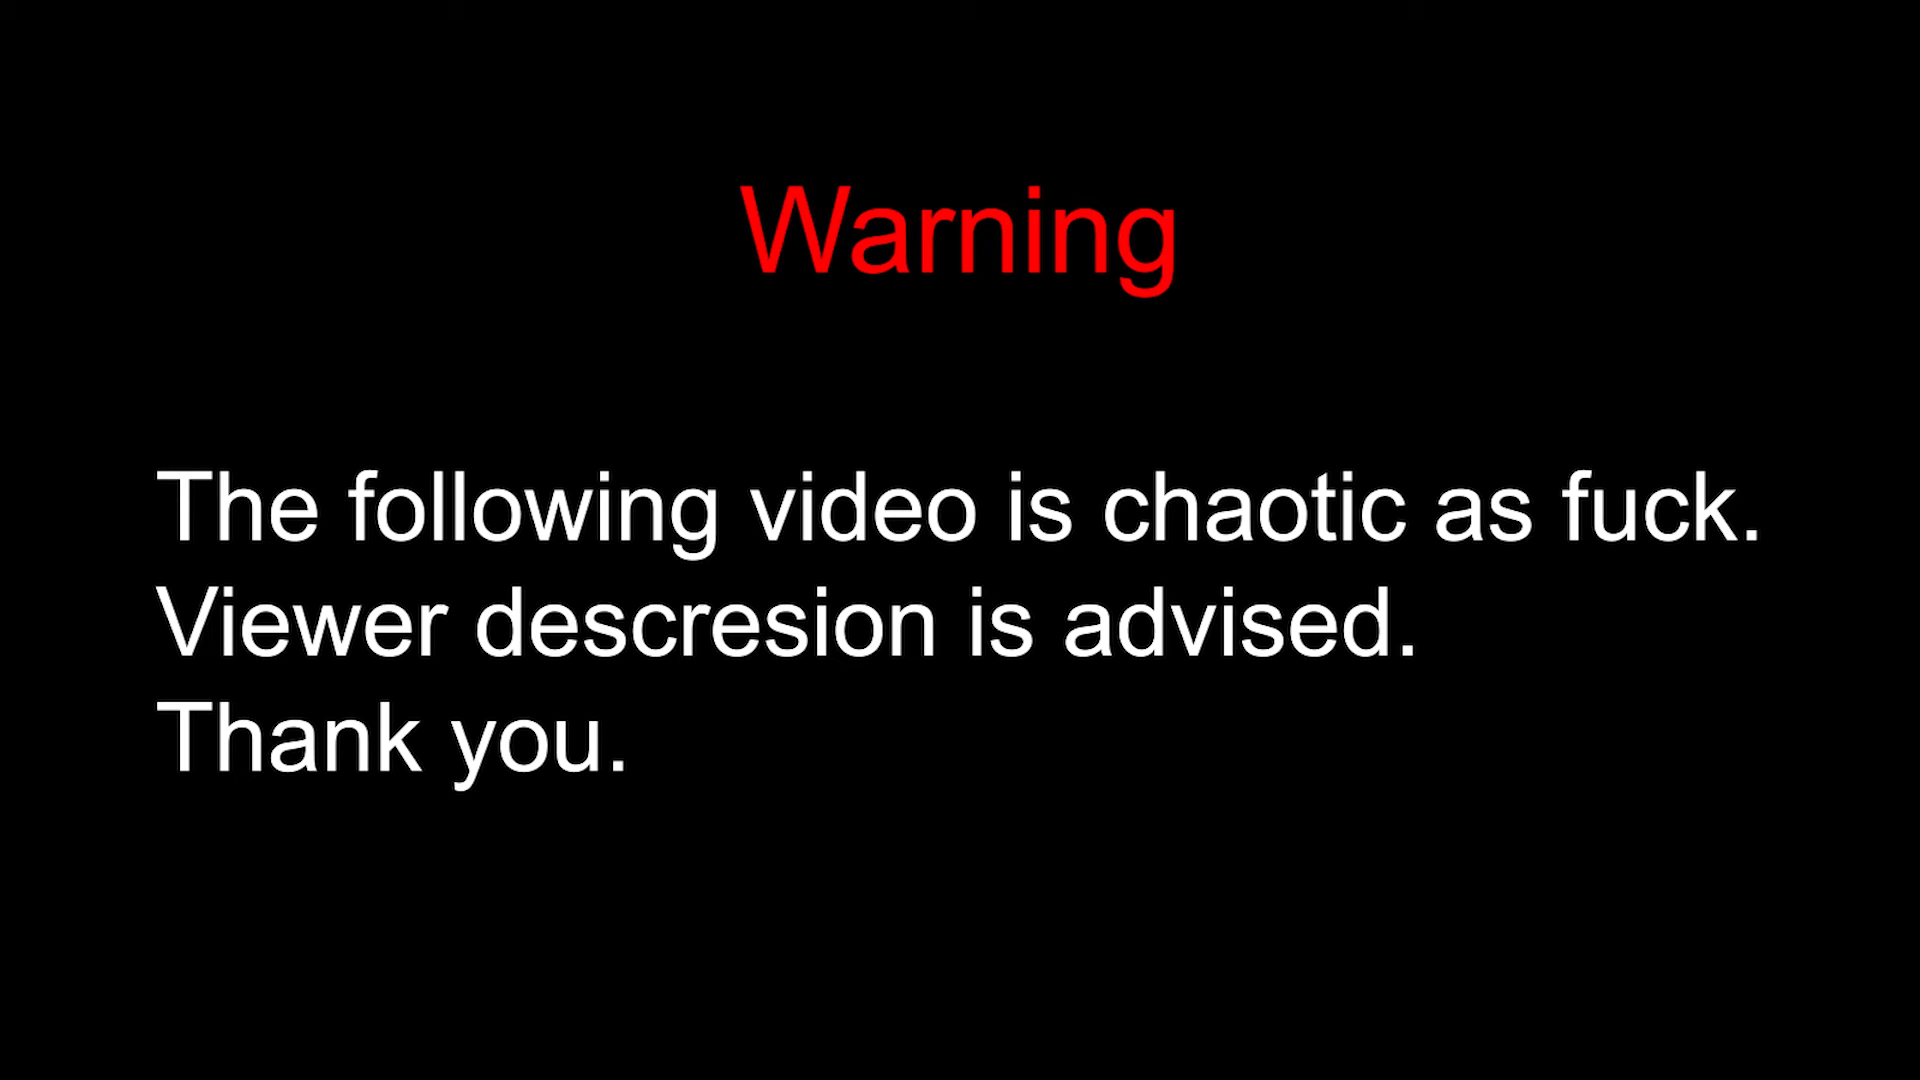 Warning
The following video is chaotic as fuck.
Viewer descresion is advised.
Thank you.